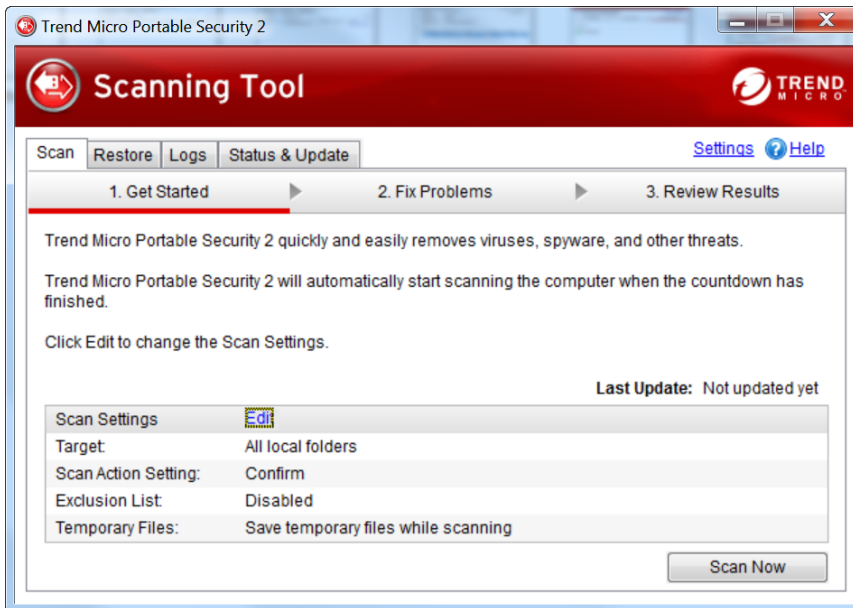 Trend Micro Portable Security 2
Scanning Tool
TREND
MICRO
Scan Restore Logs Status & Update Settings ? Help
1. Get Started 2. Fix Problems 3. Review Results
Trend Micro Portable Security 2 quickly and easily removes viruses, spyware, and other threats.
Trend Micro Portable Security 2 will automatically start scanning the computer when the countdown has
finished.
Click Edit to change the Scan Settings.
Last Update: Not updated yet
Scan Settings Edit
Target: All local folders
Scan Action Setting: Confirm
Exclusion List: Disabled
Temporary Files: Save temporary files while scanning
Scan Now